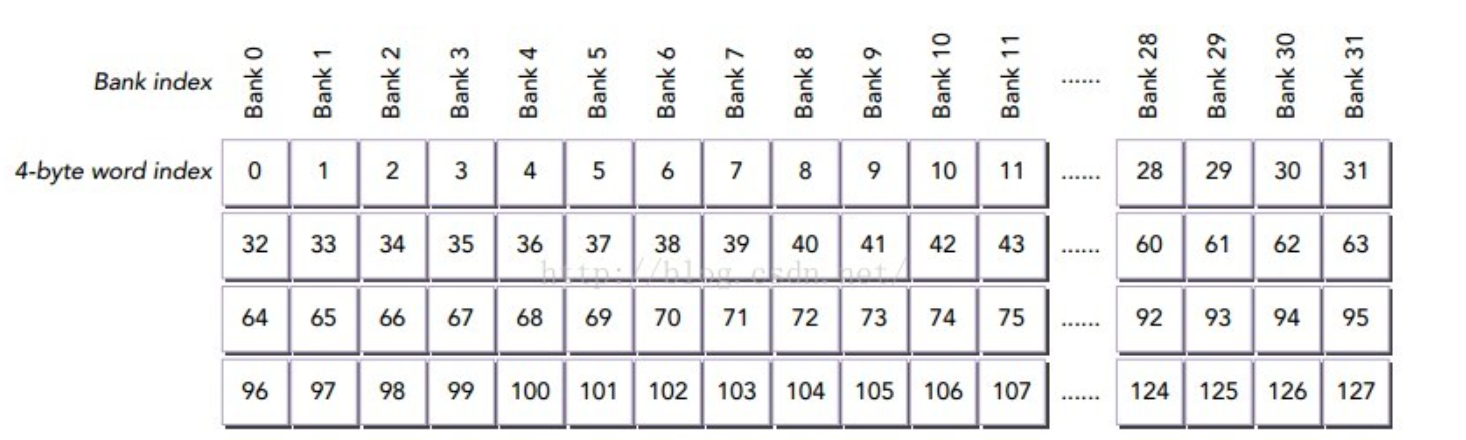 Bank index Bank 0 Bank 1 Bank 2 Bank 3 Bank 4 Bank 5 Bank 6 Bank 7 Bank 8 Bank 9 Bank 10 Bank 11 ...... Bank 28 Bank 29 Bank 30 Bank 31
4-byte word index 0 1 2 3 4 5 6 7 8 9 10 11 ...... 28 29 30 31
32 33 34 35 36 37 38 39 40 41 42 43 ...... 60 61 62 63
http://blog.csdn.net/
64 65 66 67 68 69 70 71 72 73 74 75 ...... 92 93 94 95
96 97 98 99 100 101 102 103 104 105 106 107 ...... 124 125 126 127